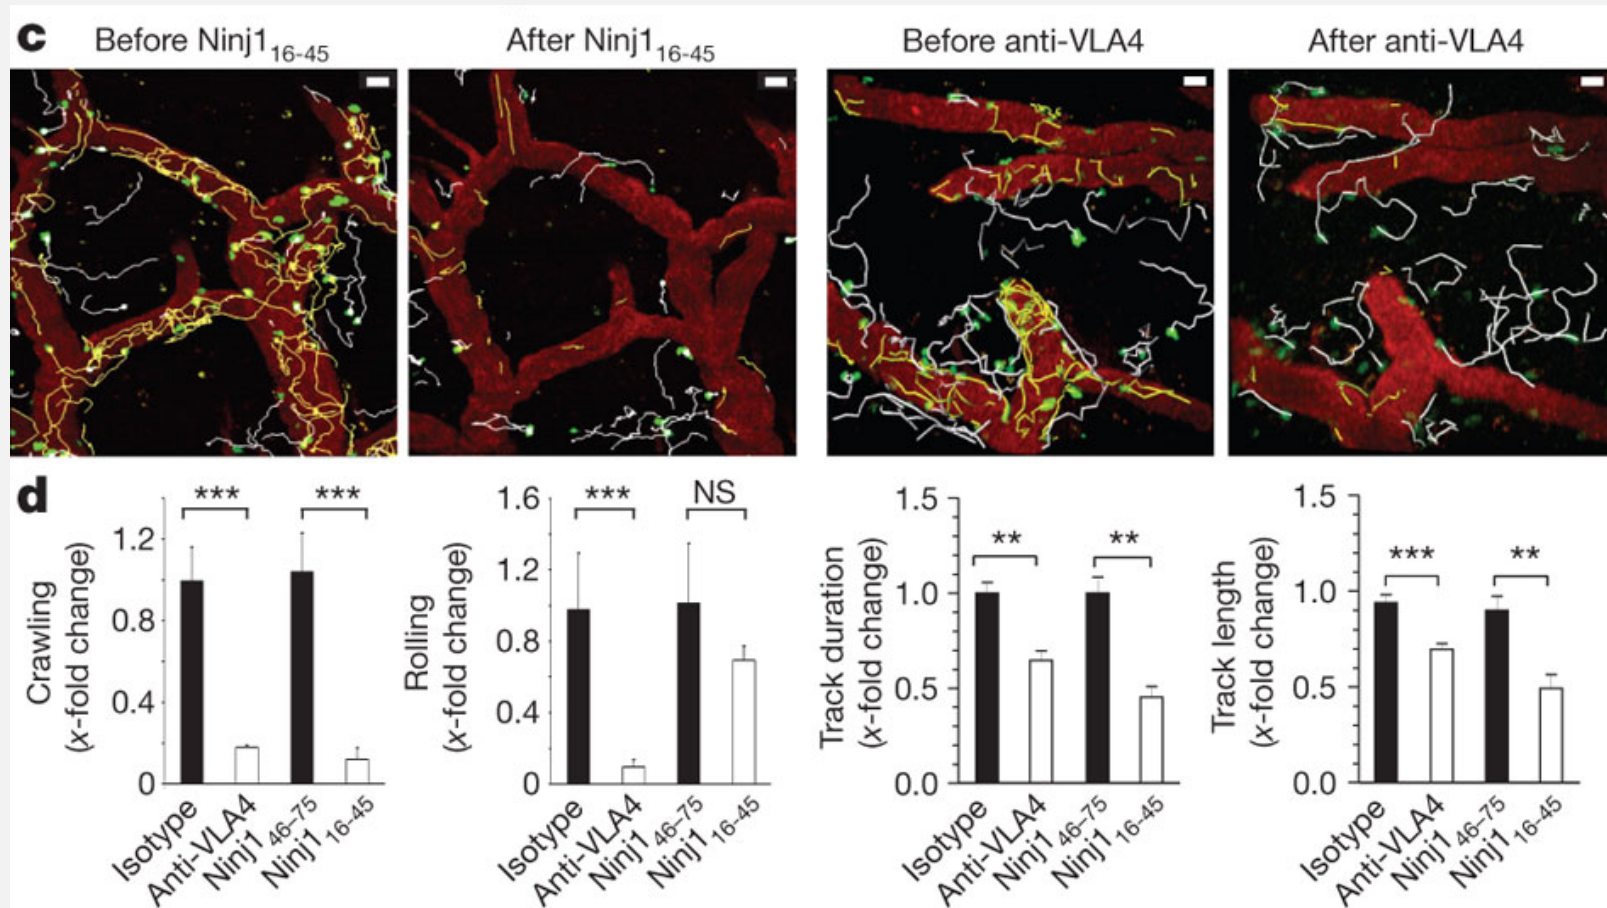 c
Before Ninj1 16-45
After Ninj1 16-45
Before anti-VLA4
After anti-VLA4
d
Crawling
(x-fold change)
1.2
0.8
0.4
0
***
***
Isotype
Anti-VLA4
Ninj1 46–75
Ninj1 16-45
Rolling
(x-fold change)
1.6
1.2
0.8
0.4
0
***
NS
Isotype
Anti-VLA4
Ninj1 46–75
Ninj1 16-45
Track duration
(x-fold change)
1.5
1.0
0.5
0.0
**
**
Isotype
Anti-VLA4
Ninj1 46–75
Ninj1 16-45
Track length
(x-fold change)
1.5
1.0
0.5
0.0
***
**
Isotype
Anti-VLA4
Ninj1 46–75
Ninj1 16-45